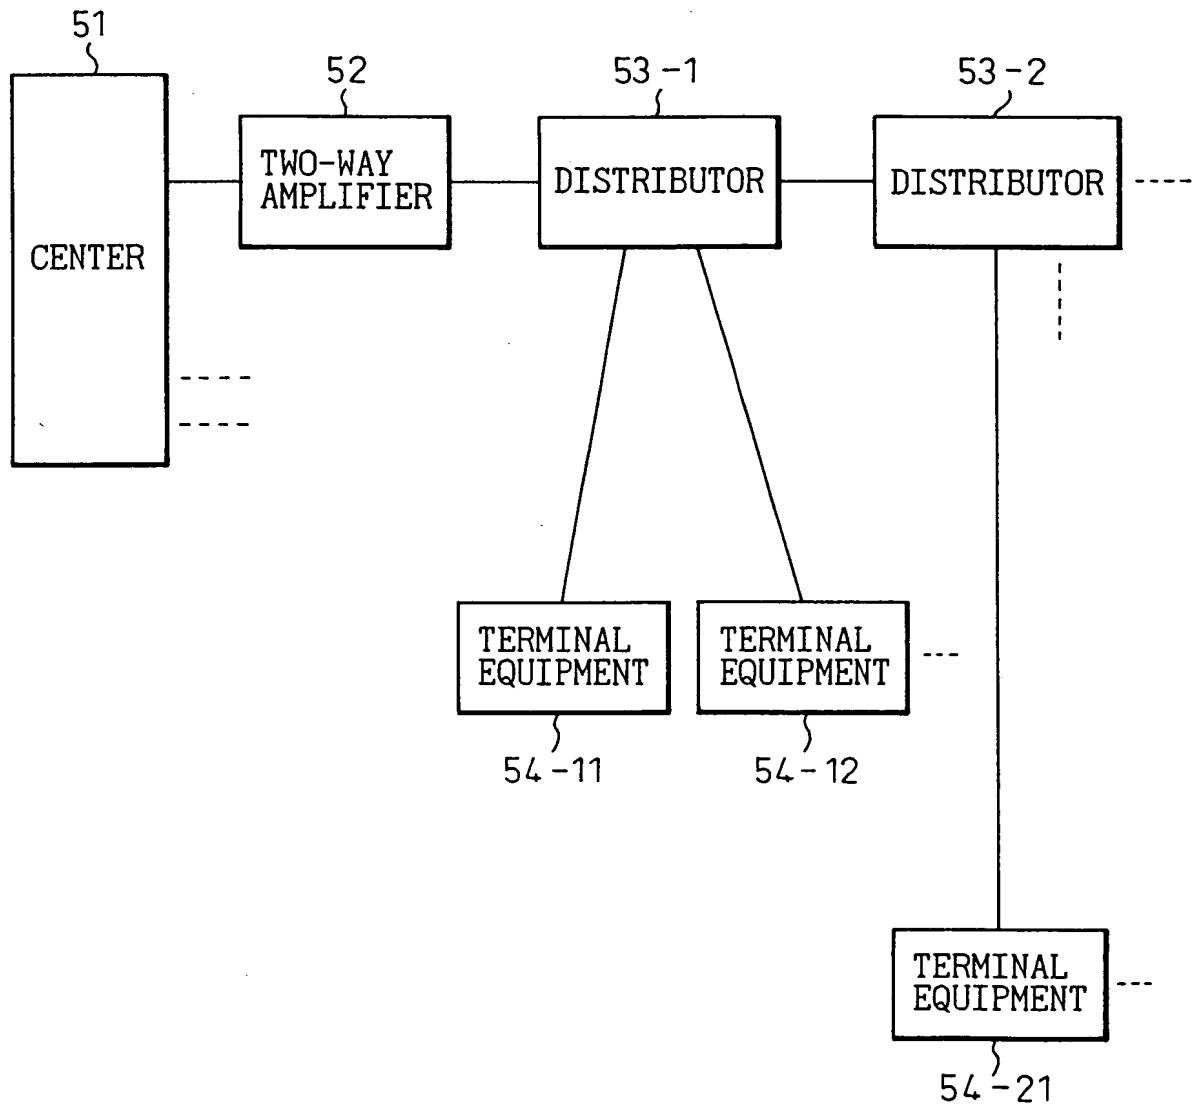 51
52
53-1
53-2
TWO-WAY
AMPLIFIER
DISTRIBUTOR
DISTRIBUTOR
CENTER
TERMINAL
EQUIPMENT
TERMINAL
EQUIPMENT
54-11
54-12
TERMINAL
EQUIPMENT
54-21